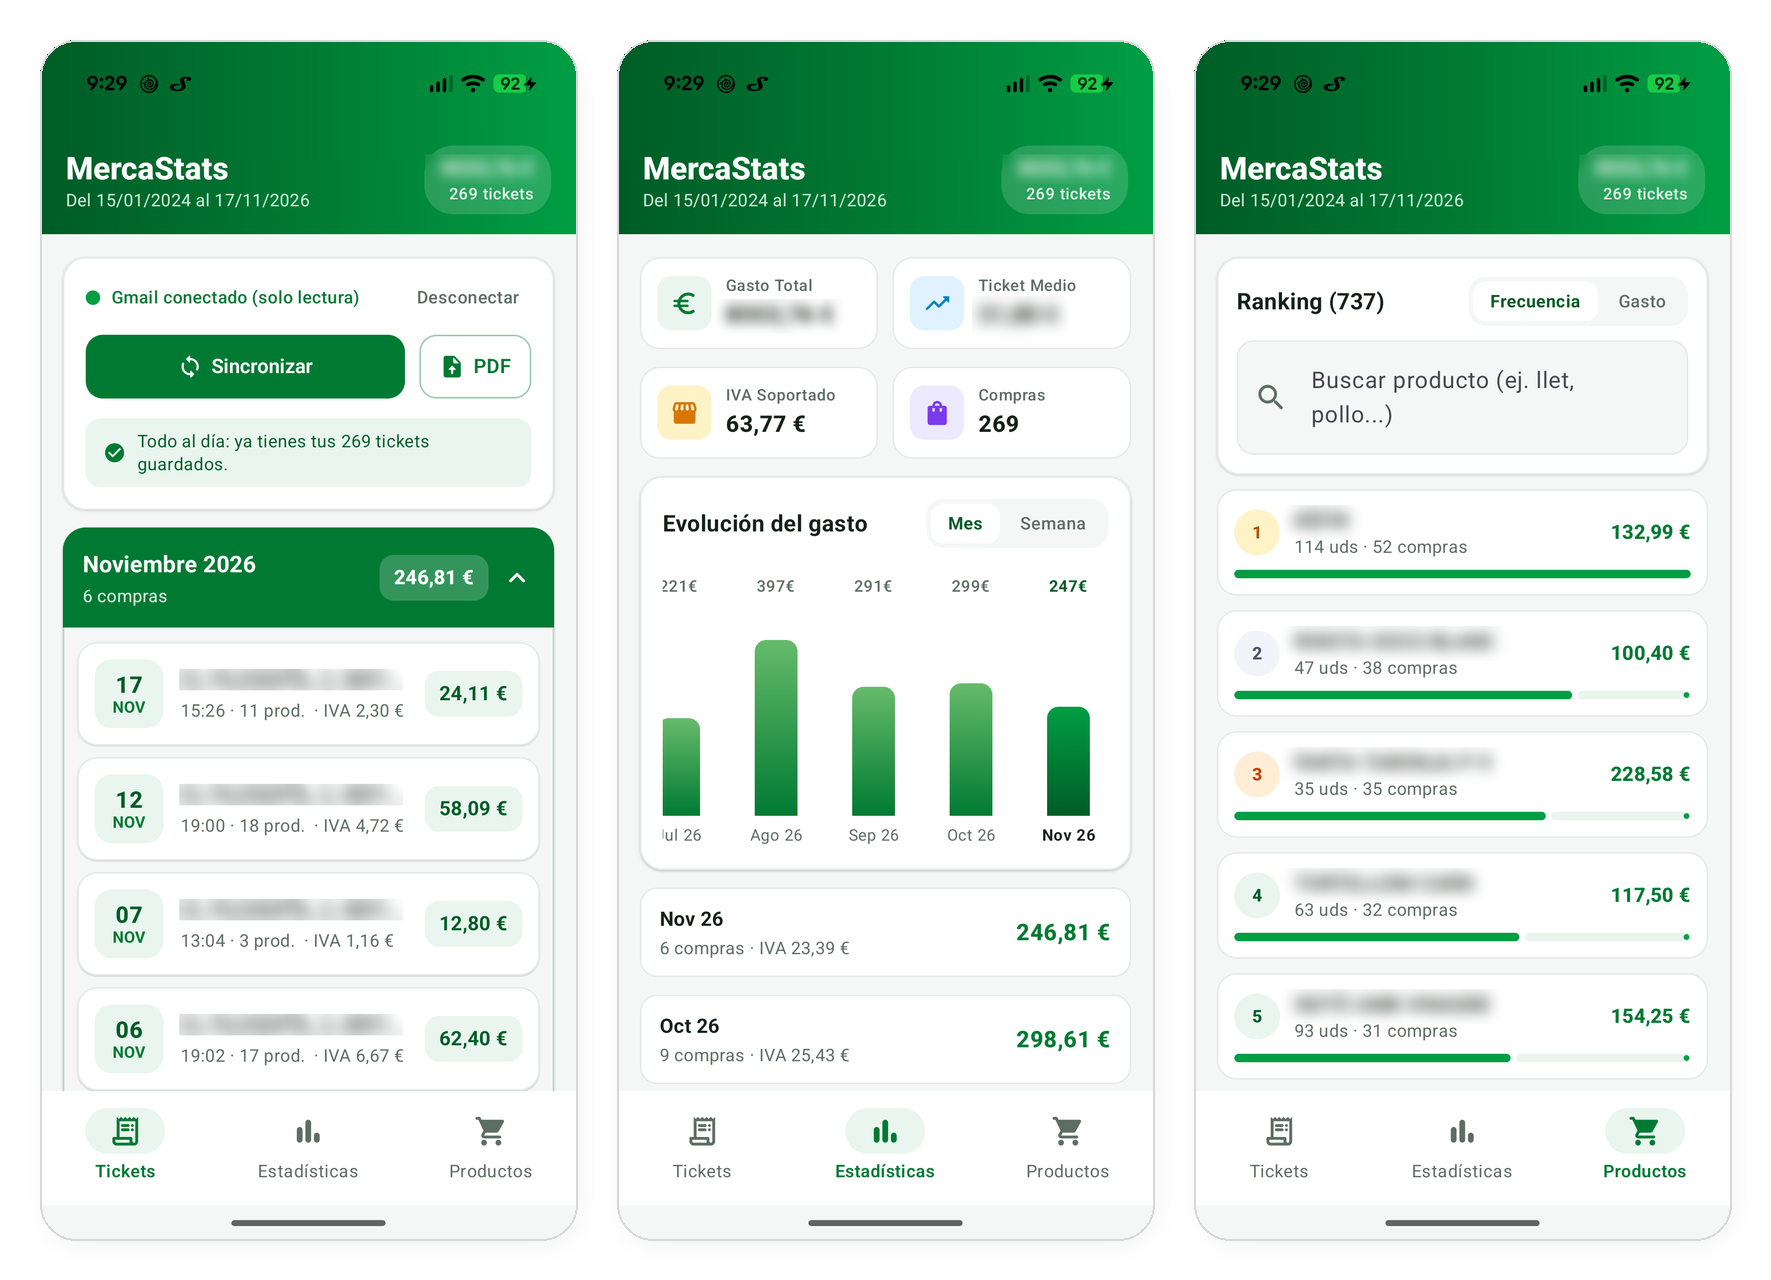 9:29
92
MercaStats
Del 15/01/2024 al 17/11/2026
269 tickets
Gmail conectado (solo lectura)
Desconectar
Sincronizar
PDF
Todo al día: ya tienes tus 269 tickets
guardados.
Noviembre 2026
6 compras
246,81 €
17
NOV
15:26 · 11 prod. · IVA 2,30 €
24,11 €
12
NOV
19:00 · 18 prod. · IVA 4,72 €
58,09 €
07
NOV
13:04 · 3 prod. · IVA 1,16 €
12,80 €
06
NOV
19:02 · 17 prod. · IVA 6,67 €
62,40 €
Tickets
Estadísticas
Productos
9:29
92
MercaStats
Del 15/01/2024 al 17/11/2026
269 tickets
Gasto Total
Ticket Medio
IVA Soportado
63,77 €
Compras
269
Evolución del gasto
Mes
Semana
221€
397€
291€
299€
247€
Jul 26
Ago 26
Sep 26
Oct 26
Nov 26
Nov 26
6 compras · IVA 23,39 €
246,81 €
Oct 26
9 compras · IVA 25,43 €
298,61 €
Tickets
Estadísticas
Productos
9:29
92
MercaStats
Del 15/01/2024 al 17/11/2026
269 tickets
Ranking (737)
Frecuencia
Gasto
Buscar producto (ej. llet,
pollo...)
1
114 uds · 52 compras
132,99 €
2
47 uds · 38 compras
100,40 €
3
35 uds · 35 compras
228,58 €
4
63 uds · 32 compras
117,50 €
5
93 uds · 31 compras
154,25 €
Tickets
Estadísticas
Productos